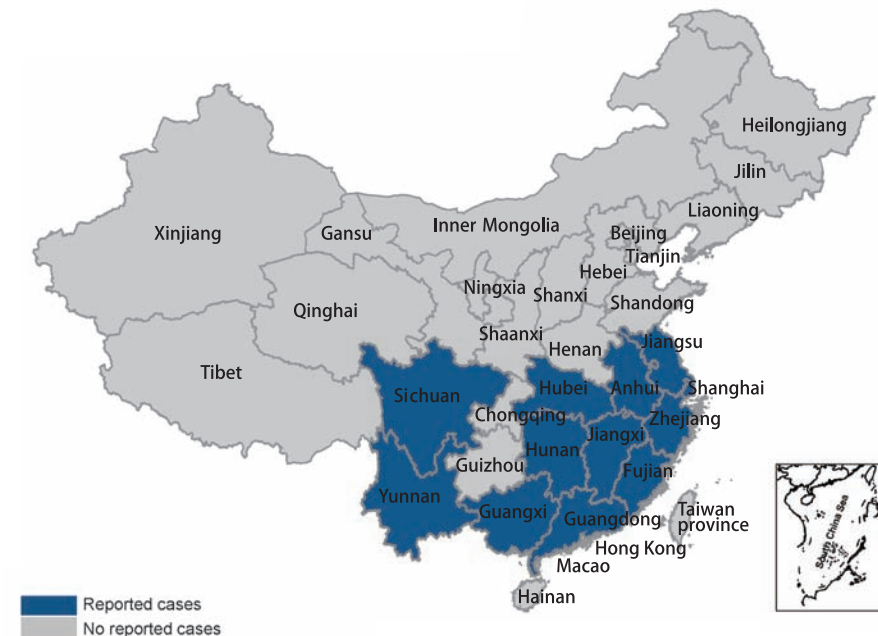 Heilongjiang
Jilin
Liaoning
Inner Mongolia
Beijing
Tianjin
Xinjiang
Gansu
Hebei
Ningxia
Shanxi
Shandong
Qinghai
Shaanxi
Henan
Jiangsu
Tibet
Sichuan
Hubei
Anhui
Shanghai
Chongqing
Zhejiang
Jiangxi
Hunan
Guizhou
Fujian
Yunnan
Guangxi
Guangdong
Taiwan
province
Hong Kong
Macao
Hainan
South China Sea
Reported cases
No reported cases